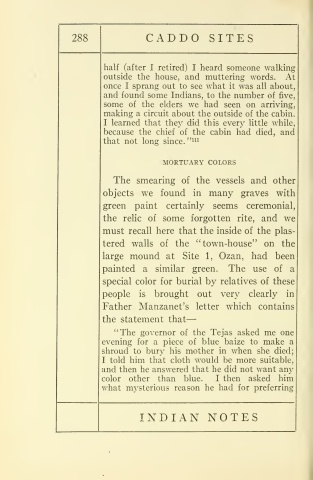 288
CADDO SITES
half (after I retired) I heard someone walking
outside the house, and muttering words. At
once I sprang out to see what it was all about,
and found some Indians, to the number of five,
some of the elders we had seen on arriving,
making a circuit about the outside of the cabin.
I learned that they did this every little while,
because the chief of the cabin had died, and
that not long since."
MORTUARY COLORS
The smearing of the vessels and other
objects we found in many graves with
green paint certainly seems ceremonial,
the relic of some forgotten rite, and we
must recall here that the inside of the plas-
tered walls of the "town-house" on the
large mound at Site 1, Ozan, had been
painted a similar green. The use of a
special color for burial by relatives of these
people is brought out very clearly in
Father Manzanet's letter which contains
the statement that—
"The governor of the Tejas asked me one
evening for a piece of blue baize to make a
shroud to bury his mother in when she died;
I told him that cloth would be more suitable,
and then he answered that he did not want any
color other than blue. I then asked him
what mysterious reason he had for preferring
INDIAN NOTES